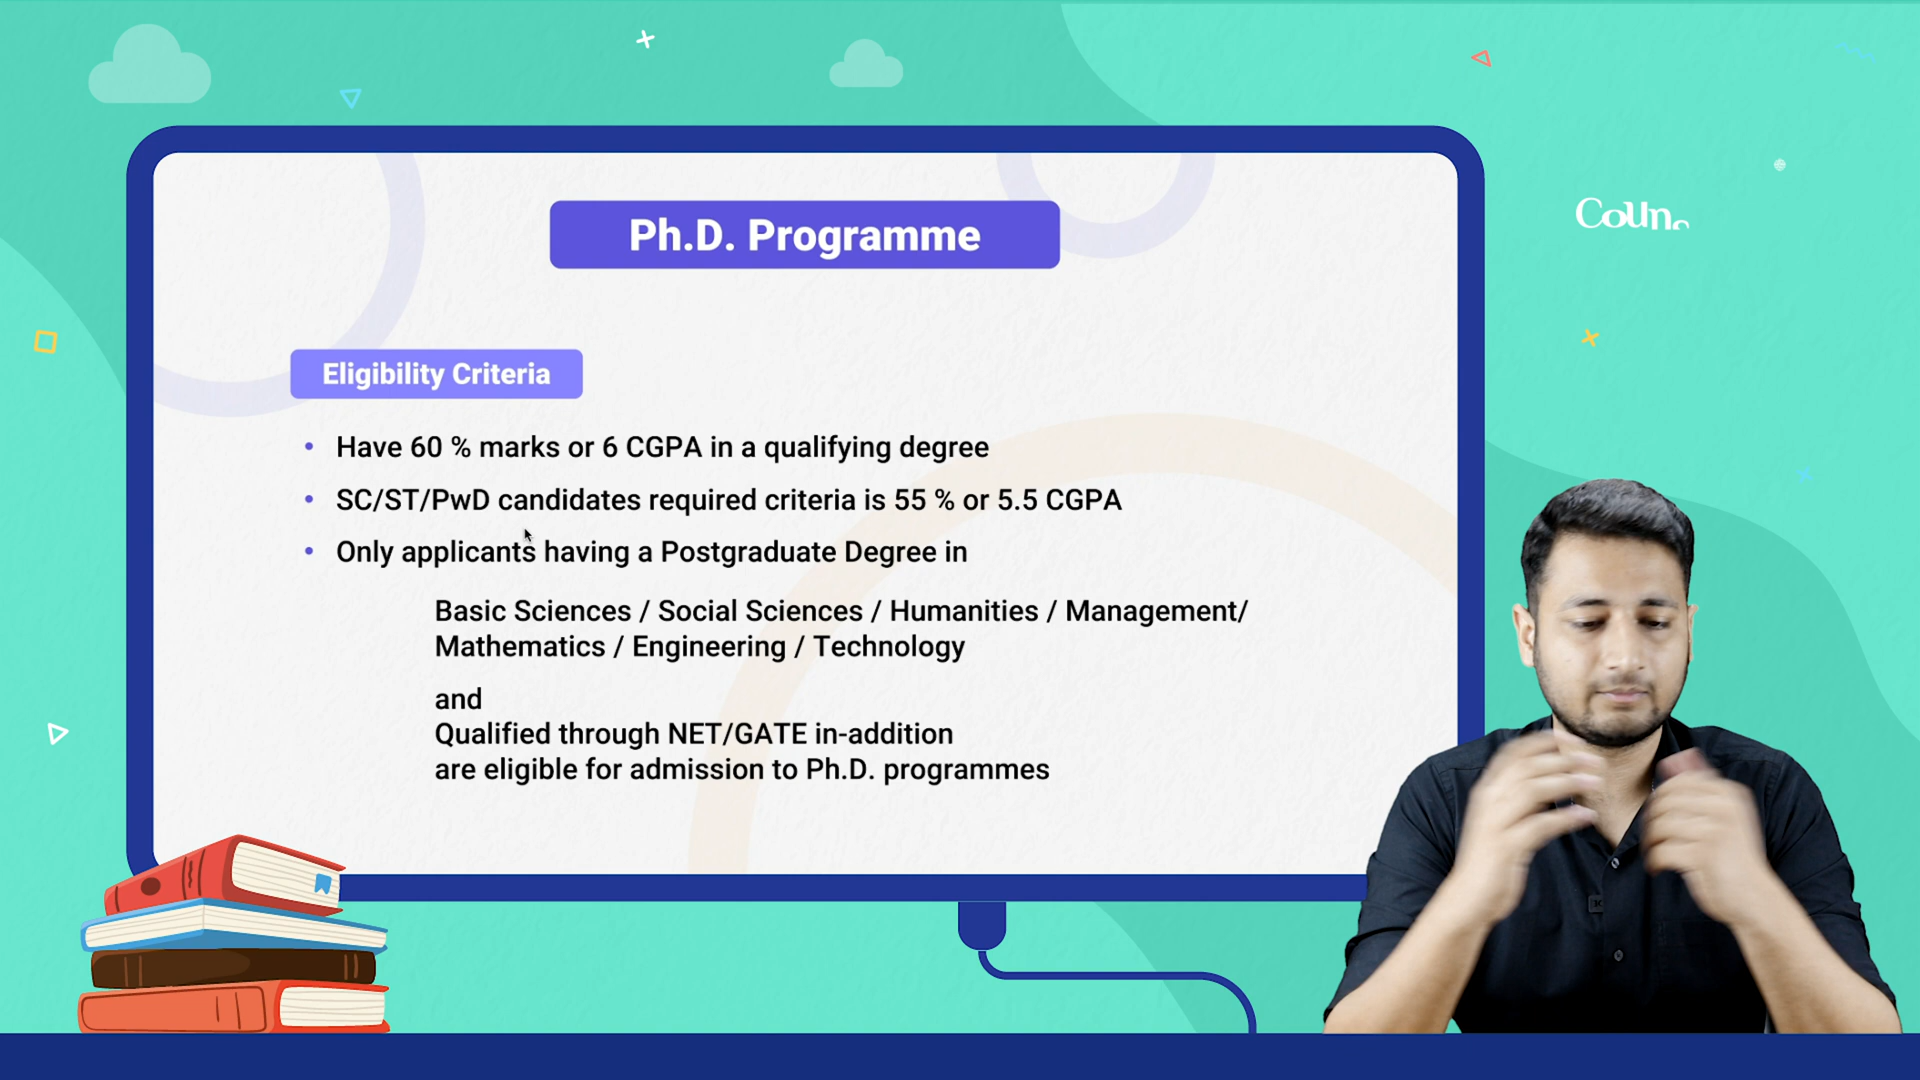 Ph.D. Programme
Eligibility Criteria
• Have 60 % marks or 6 CGPA in a qualifying degree
• SC/ST/PwD candidates required criteria is 55 % or 5.5 CGPA
• Only applicants having a Postgraduate Degree in
Basic Sciences / Social Sciences / Humanities / Management/
Mathematics / Engineering / Technology
and
Qualified through NET/GATE in-addition
are eligible for admission to Ph.D. programmes